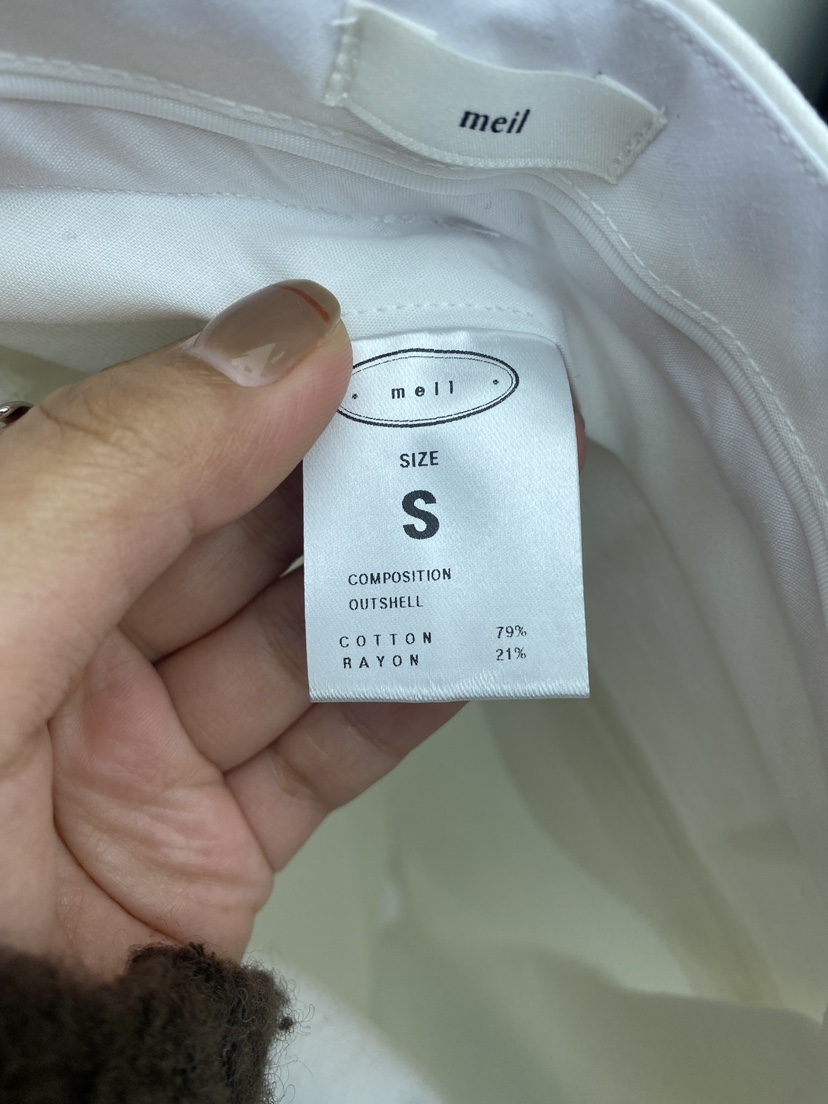 meil
meil
SIZE
S
COMPOSITION
OUTSHELL
COTTON 79%
RAYON 21%